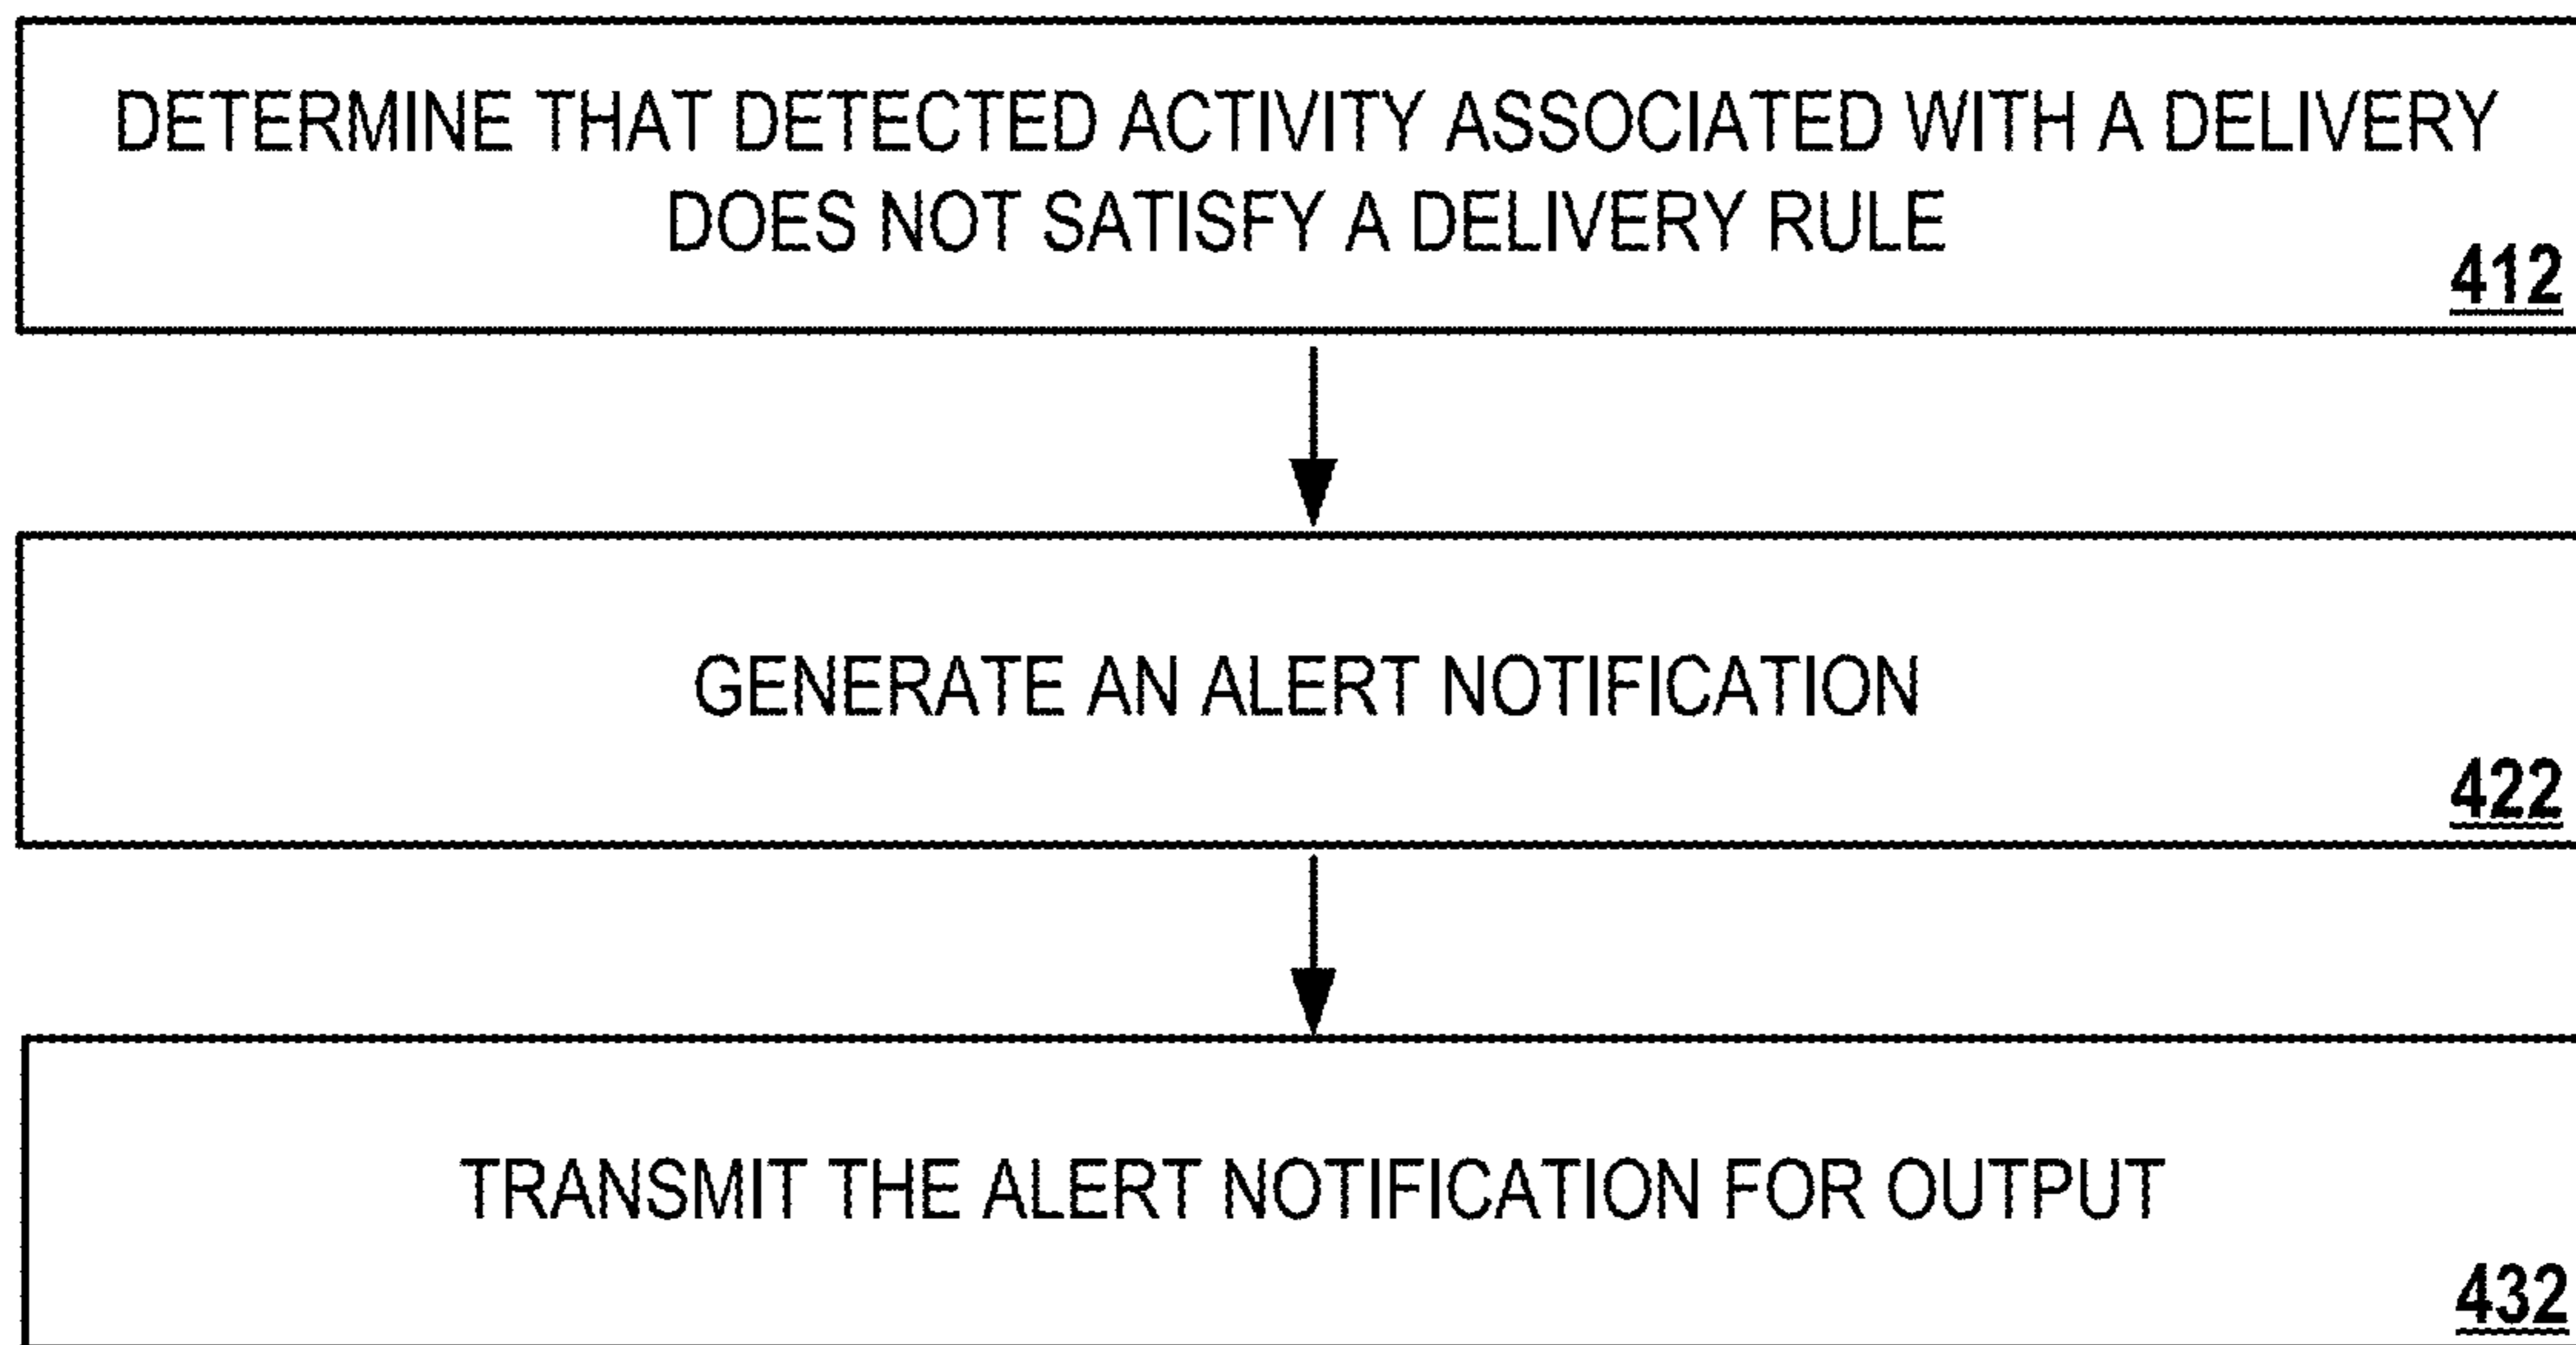 DETERMINE THAT DETECTED ACTIVITY ASSOCIATED WITH A DELIVERY
DOES NOT SATISFY A DELIVERY RULE
412
GENERATE AN ALERT NOTIFICATION
422
TRANSMIT THE ALERT NOTIFICATION FOR OUTPUT
432